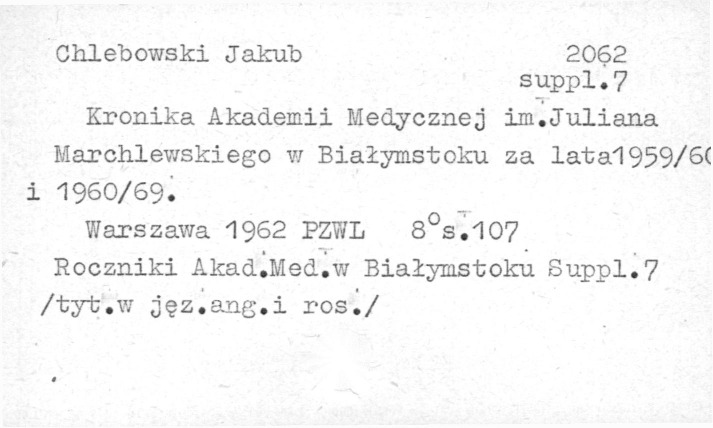 Chlebowski Jakub 2062
suppl.7
Kronika Akademii Medycznej im.Juliana
Marchlewskiego w Białymstoku za lata1959/60
i 1960/69.
Warszawa 1962 PZWL 8°s.107
Roczniki Akad.Med.w Białymstoku Suppl.7
/tyt.w jęz.ang.i ros./